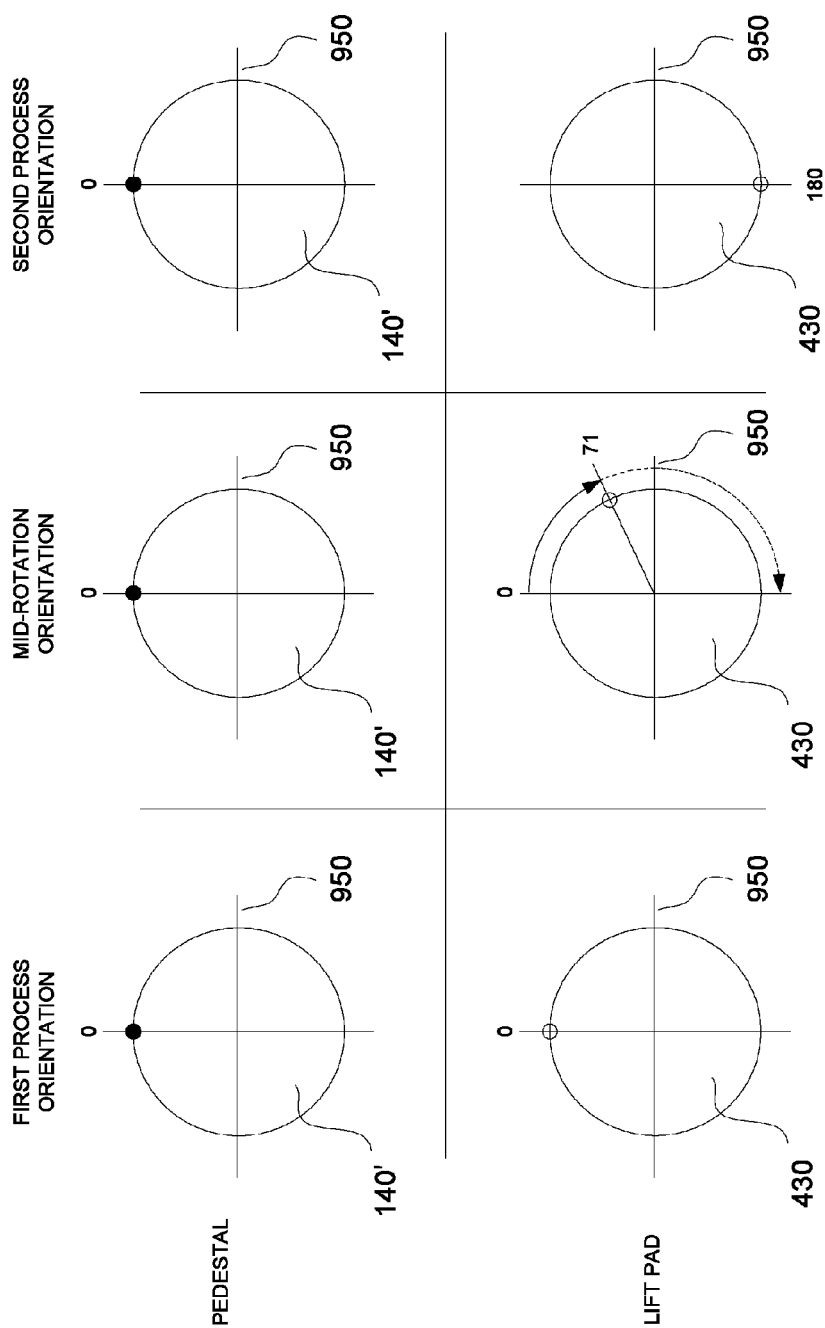 FIRST PROCESS
ORIENTATION
MID-ROTATION
ORIENTATION
SECOND PROCESS
ORIENTATION
PEDESTAL
0
950
140'
0
950
140'
0
950
140'
LIFT PAD
0
950
430
0
71
950
430
950
180
430